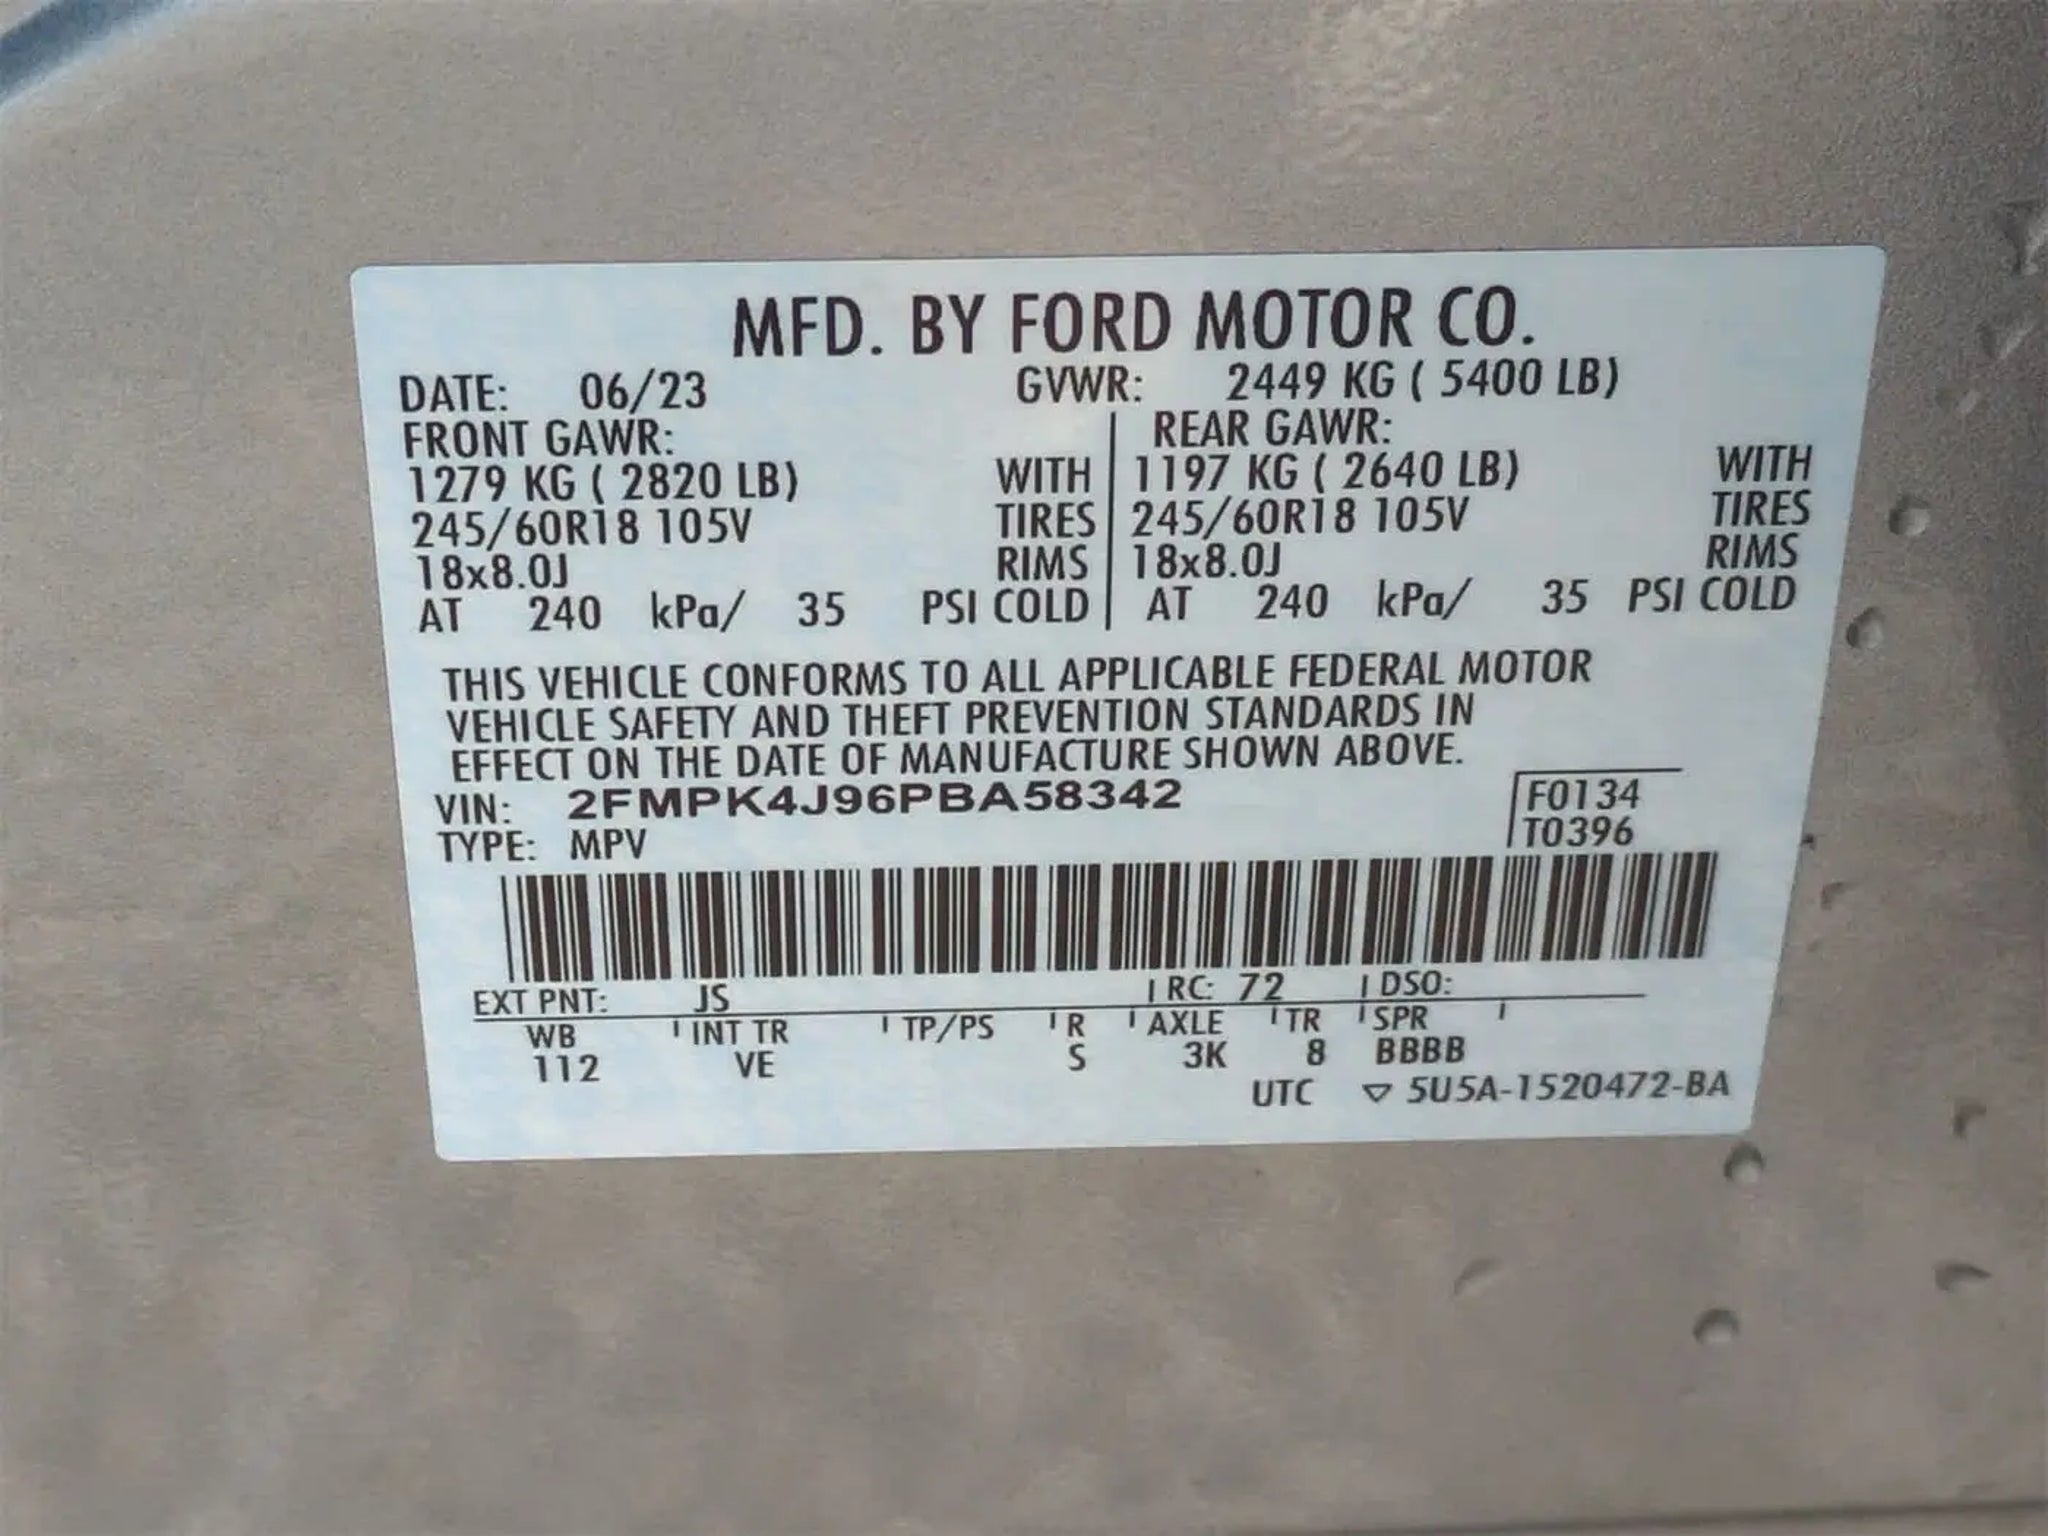 MFD. BY FORD MOTOR CO.
DATE: 06/23 GVWR: 2449 KG ( 5400 LB)
FRONT GAWR: REAR GAWR:
1279 KG ( 2820 LB) WITH 1197 KG ( 2640 LB) WITH
245/60R18 105V TIRES 245/60R18 105V TIRES
18x8.0J RIMS 18x8.0J RIMS
AT 240 kPa/ 35 PSI COLD AT 240 kPa/ 35 PSI COLD
THIS VEHICLE CONFORMS TO ALL APPLICABLE FEDERAL MOTOR
VEHICLE SAFETY AND THEFT PREVENTION STANDARDS IN
EFFECT ON THE DATE OF MANUFACTURE SHOWN ABOVE.
VIN: 2FMPK4J96PBA58342 F0134
TYPE: MPV T0396
EXT PNT: JS RC: 72 DSO:
WB INT TR TP/PS R AXLE TR SPR
112 VE S 3K 8 BBBB
UTC ▽ 5U5A-1520472-BA